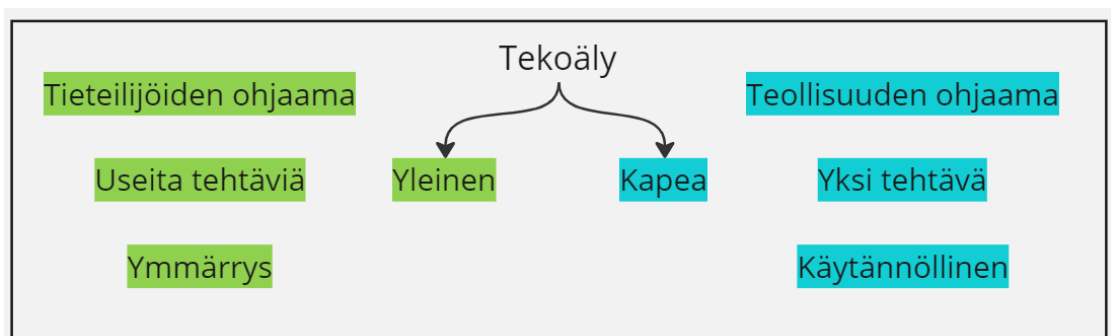 Tekoäly
Tieteilijöiden ohjaama
Teollisuuden ohjaama
Useita tehtäviä
Yleinen
Kapea
Yksi tehtävä
Ymmärrys
Käytännöllinen